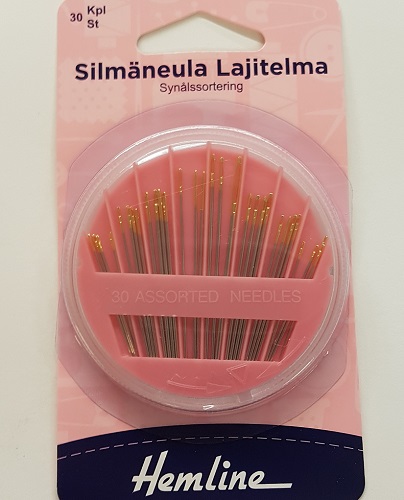 30 Kpl
St
Silmäneula Lajitelma
Synålssortering
30 ASSORTED NEEDLES
Hemline